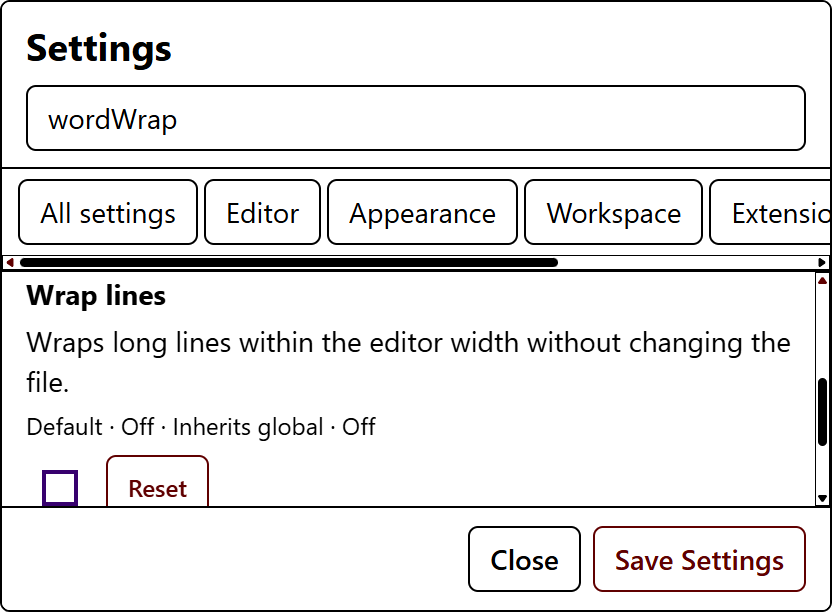 Settings
wordWrap
All settings Editor Appearance Workspace Extensio
Wrap lines
Wraps long lines within the editor width without changing the
file.
Default · Off · Inherits global · Off
Reset
Close Save Settings